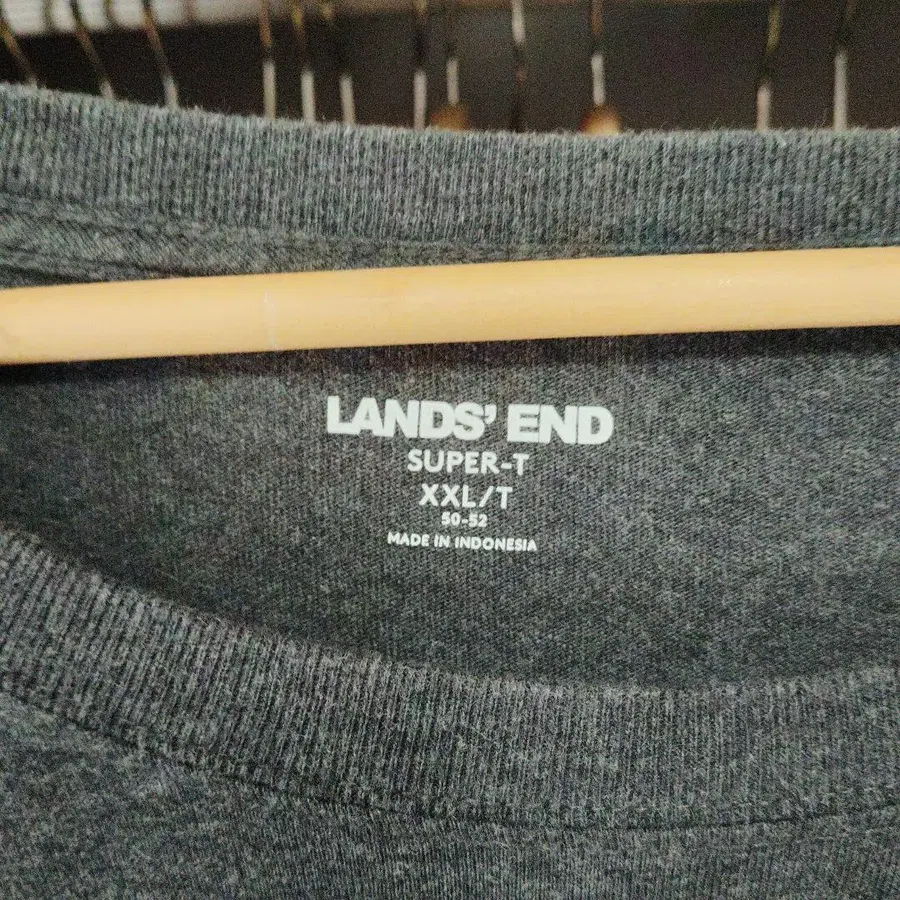 LANDS' END
SUPER-T
XXL/T
50-52
MADE IN INDONESIA